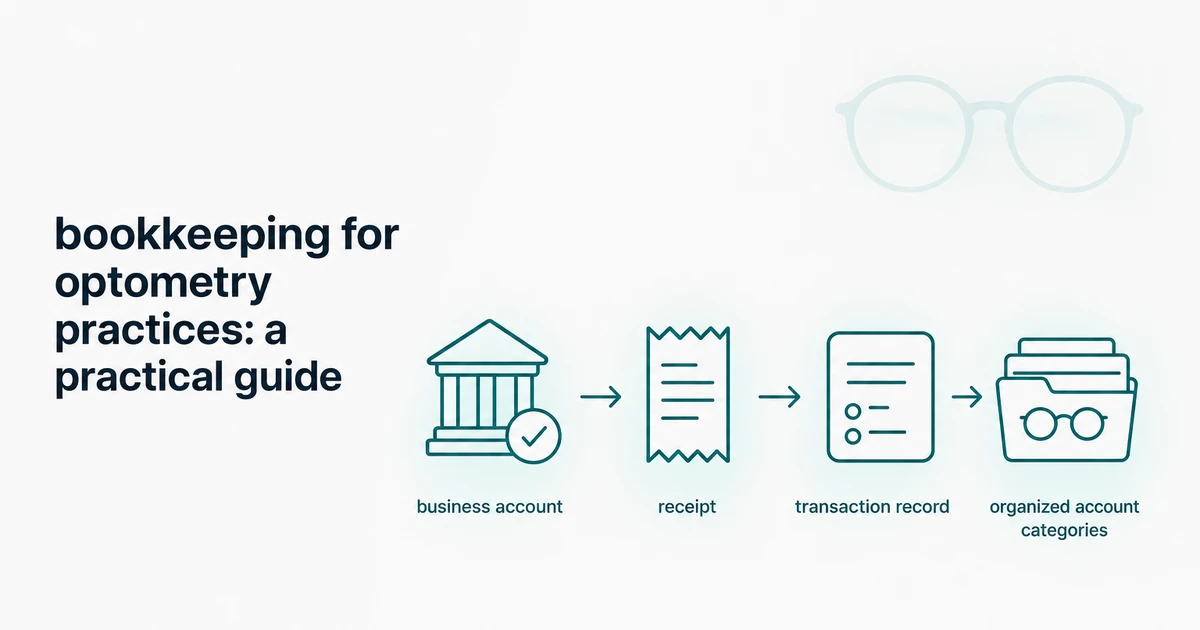 bookkeeping for
optometry
practices: a
practical guide
business account
receipt
transaction record
organized account
categories